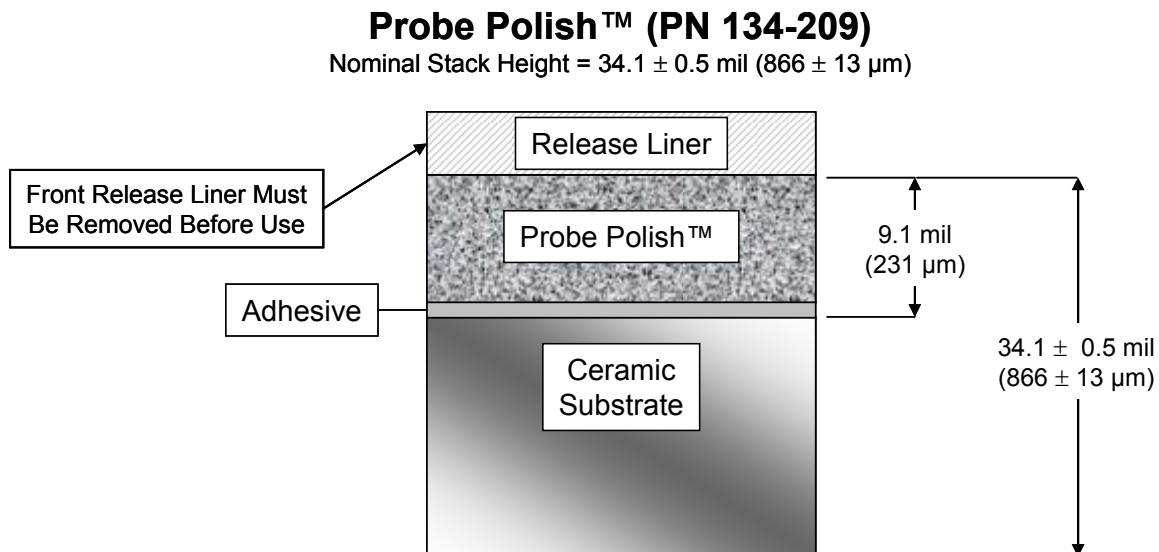 Probe Polish™ (PN 134-209)
Nominal Stack Height = 34.1 ± 0.5 mil (866 ± 13 µm)
Release Liner
Front Release Liner Must
Be Removed Before Use
Probe Polish™
9.1 mil
(231 µm)
Adhesive
34.1 ± 0.5 mil
(866 ± 13 µm)
Ceramic
Substrate